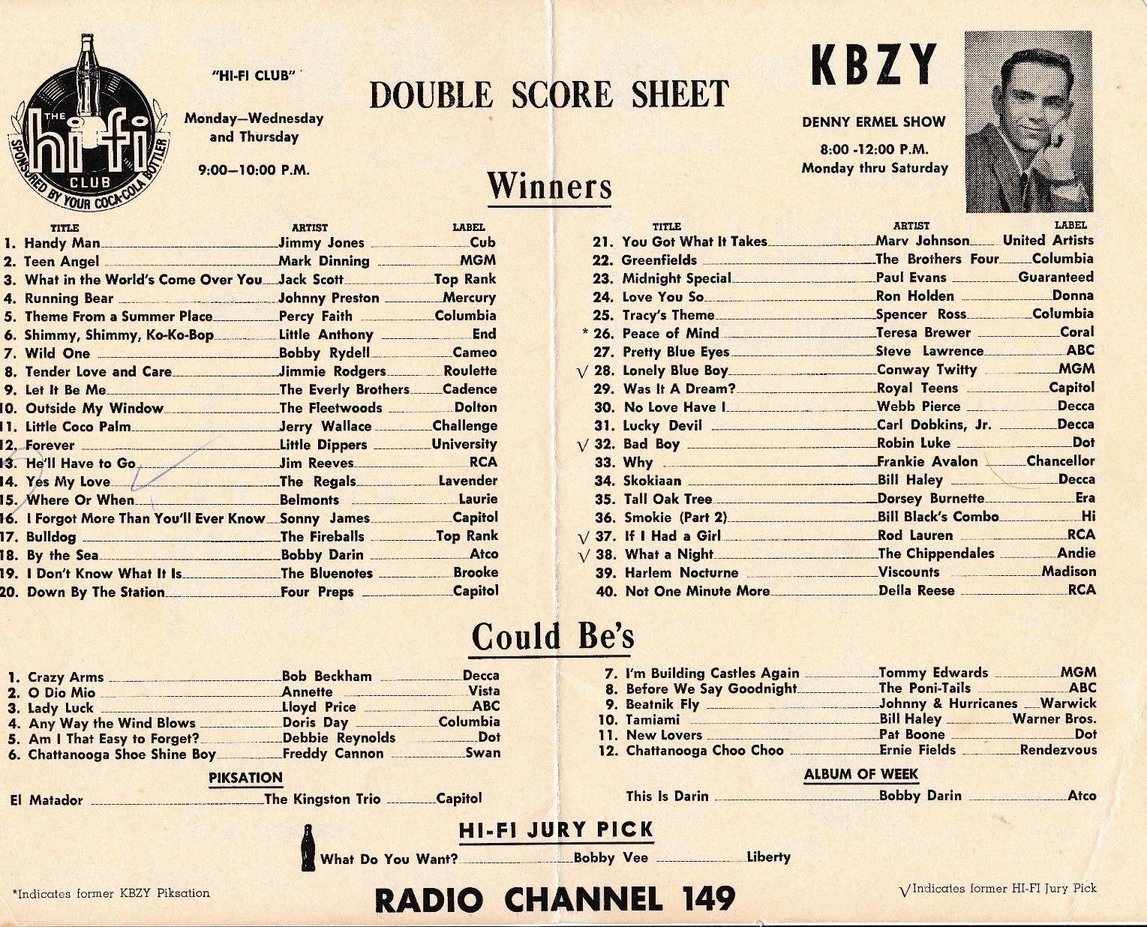 THE
hi-fi
CLUB
SPONSORED BY YOUR COCA-COLA BOTTLER
"HI-FI CLUB"
Monday—Wednesday
and Thursday
9:00—10:00 P.M.
DOUBLE SCORE SHEET
KBZY
DENNY ERMEL SHOW
8:00 -12:00 P.M.
Monday thru Saturday
Winners
TITLE ARTIST LABEL
1. Handy Man Jimmy Jones Cub
2. Teen Angel Mark Dinning MGM
3. What in the World's Come Over You Jack Scott Top Rank
4. Running Bear Johnny Preston Mercury
5. Theme From a Summer Place Percy Faith Columbia
6. Shimmy, Shimmy, Ko-Ko-Bop Little Anthony End
7. Wild One Bobby Rydell Cameo
8. Tender Love and Care Jimmie Rodgers Roulette
9. Let It Be Me The Everly Brothers Cadence
10. Outside My Window The Fleetwoods Dolton
11. Little Coco Palm Jerry Wallace Challenge
12. Forever Little Dippers University
13. He'll Have to Go Jim Reeves RCA
14. Yes My Love The Regals Lavender
15. Where Or When Belmonts Laurie
16. I Forgot More Than You'll Ever Know Sonny James Capitol
17. Bulldog The Fireballs Top Rank
18. By the Sea Bobby Darin Atco
19. I Don't Know What It Is The Bluenotes Brooke
20. Down By The Station Four Preps Capitol
TITLE ARTIST LABEL
21. You Got What It Takes Marv Johnson United Artists
22. Greenfields The Brothers Four Columbia
23. Midnight Special Paul Evans Guaranteed
24. Love You So Ron Holden Donna
25. Tracy's Theme Spencer Ross Columbia
* 26. Peace of Mind Teresa Brewer Coral
27. Pretty Blue Eyes Steve Lawrence ABC
√ 28. Lonely Blue Boy Conway Twitty MGM
29. Was It A Dream? Royal Teens Capitol
30. No Love Have I Webb Pierce Decca
31. Lucky Devil Carl Dobkins, Jr. Decca
√ 32. Bad Boy Robin Luke Dot
33. Why Frankie Avalon Chancellor
34. Skokiaan Bill Haley Decca
35. Tall Oak Tree Dorsey Burnette Era
36. Smokie (Part 2) Bill Black's Combo Hi
√ 37. If I Had a Girl Rod Lauren RCA
√ 38. What a Night The Chippendales Andie
39. Harlem Nocturne Viscounts Madison
40. Not One Minute More Della Reese RCA
Could Be's
1. Crazy Arms Bob Beckham Decca
2. O Dio Mio Annette Vista
3. Lady Luck Lloyd Price ABC
4. Any Way the Wind Blows Doris Day Columbia
5. Am I That Easy to Forget? Debbie Reynolds Dot
6. Chattanooga Shoe Shine Boy Freddy Cannon Swan
7. I'm Building Castles Again Tommy Edwards MGM
8. Before We Say Goodnight The Poni-Tails ABC
9. Beatnik Fly Johnny & Hurricanes Warwick
10. Tamiami Bill Haley Warner Bros.
11. New Lovers Pat Boone Dot
12. Chattanooga Choo Choo Ernie Fields Rendezvous
PIKSATION
El Matador The Kingston Trio Capitol
ALBUM OF WEEK
This Is Darin Bobby Darin Atco
HI-FI JURY PICK
What Do You Want? Bobby Vee Liberty
*Indicates former KBZY Piksation
RADIO CHANNEL 149
√Indicates former HI-FI Jury Pick